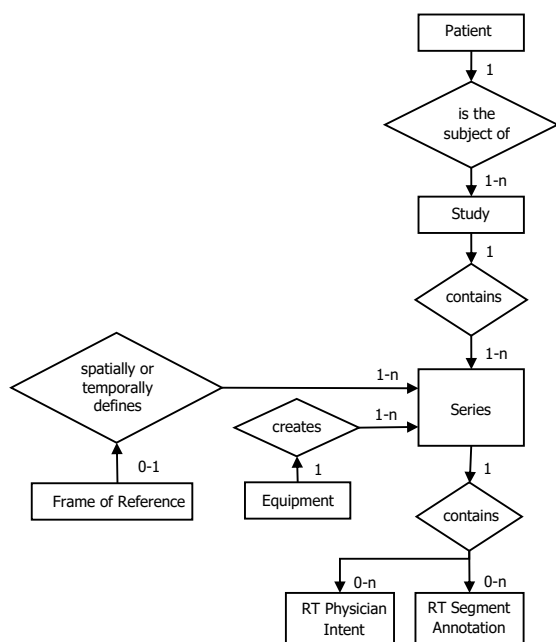 Patient
1
is the
subject of
1-n
Study
1
contains
1-n
spatially or
temporally
defines
1-n
Series
creates
1-n
0-1
1
1
Frame of Reference
Equipment
contains
0-n
0-n
RT Physician
Intent
RT Segment
Annotation